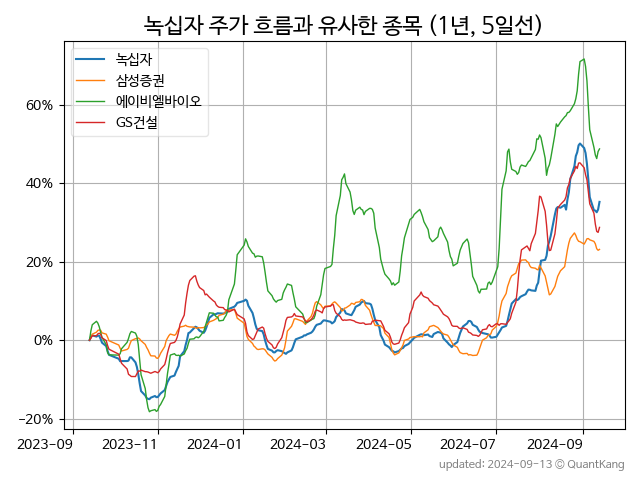 녹십자 주가 흐름과 유사한 종목 (1년, 5일선)
녹십자
삼성증권
에이비엘바이오
GS건설
60%
40%
20%
0%
−20%
2023-09
2023-11
2024-01
2024-03
2024-05
2024-07
2024-09
updated: 2024-09-13 © QuantKang